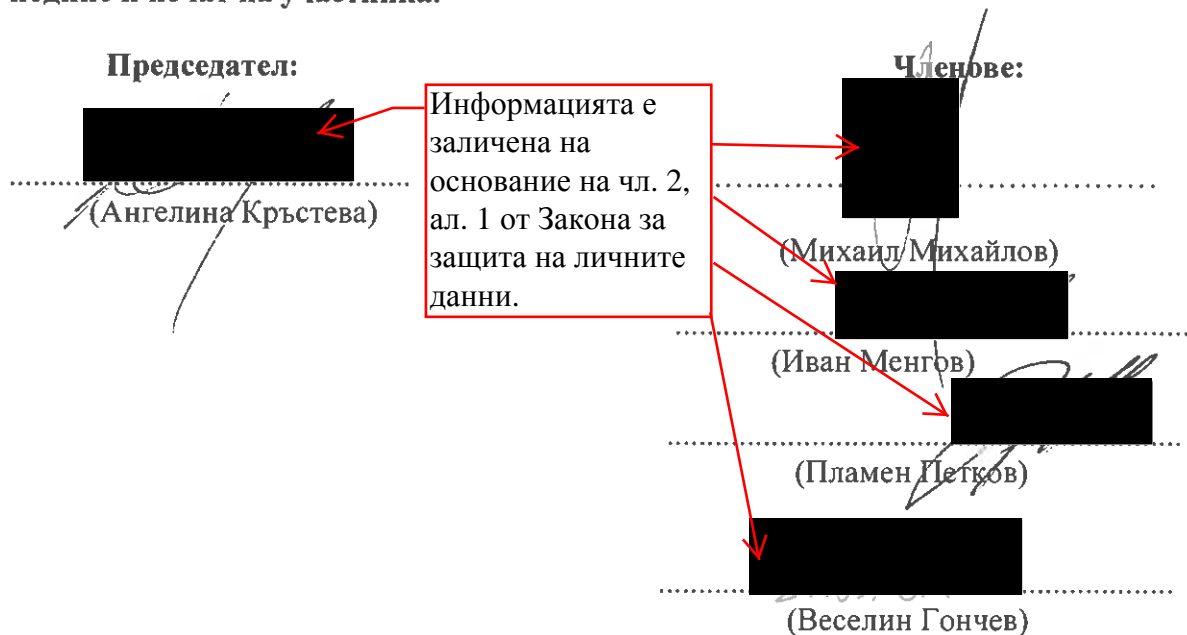 Председател:
Членове:
Информацията е
заличена на
основание на чл. 2,
ал. 1 от Закона за
защита на личните
данни.
(Ангелина Кръстева)
(Михаил Михайлов)
(Иван Менгов)
(Пламен Петков)
(Веселин Гончев)